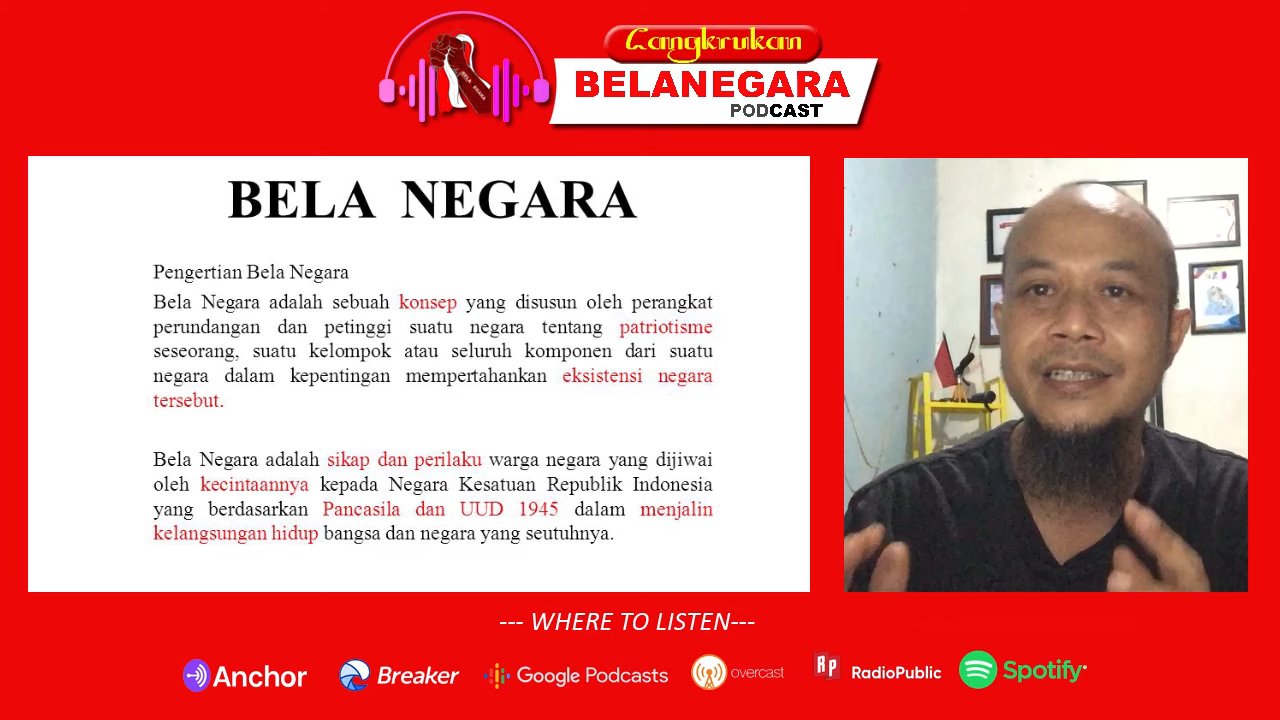 Cangkrukan
BELANEGARA
PODCAST
BELA NEGARA
BELA NEGARA
Pengertian Bela Negara
Bela Negara adalah sebuah konsep yang disusun oleh perangkat
perundangan dan petinggi suatu negara tentang patriotisme
seseorang, suatu kelompok atau seluruh komponen dari suatu
negara dalam kepentingan mempertahankan eksistensi negara
tersebut.
Bela Negara adalah sikap dan perilaku warga negara yang dijiwai
oleh kecintaannya kepada Negara Kesatuan Republik Indonesia
yang berdasarkan Pancasila dan UUD 1945 dalam menjalin
kelangsungan hidup bangsa dan negara yang seutuhnya.
--- WHERE TO LISTEN---
Anchor
Breaker
Google Podcasts
overcast
RP
RadioPublic
Spotify